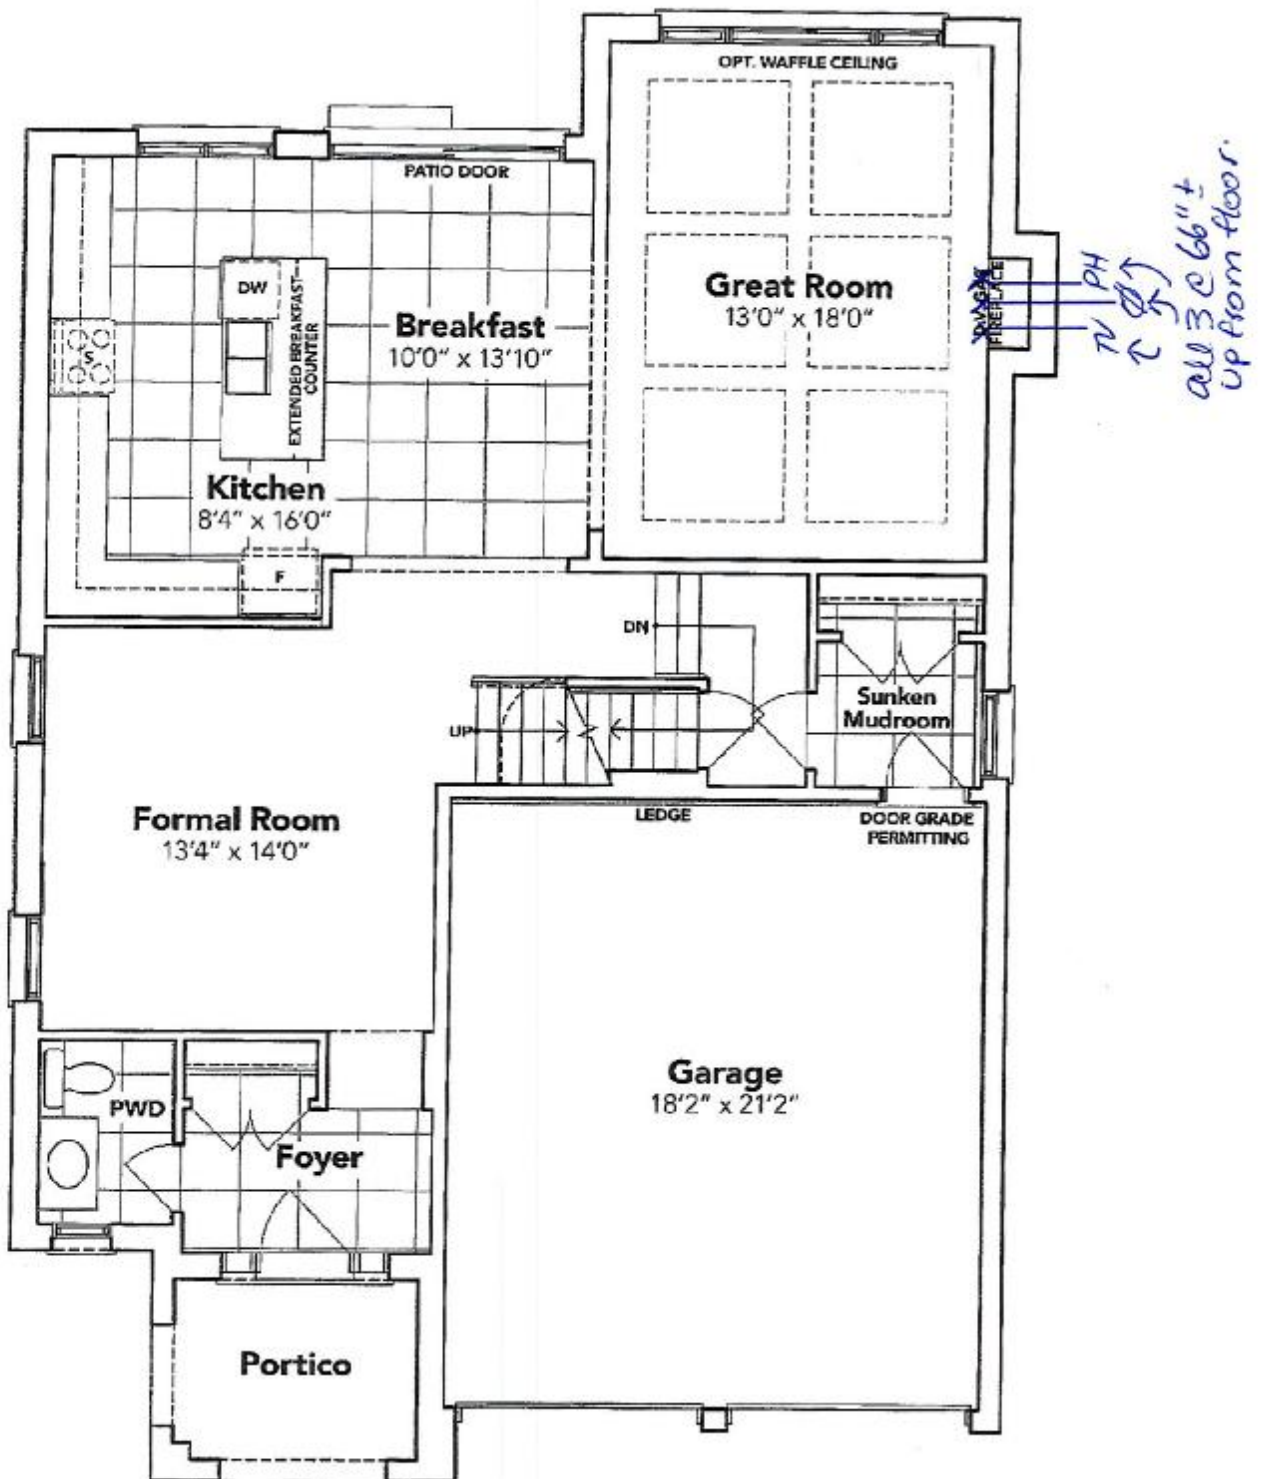 OPT. WAFFLE CEILING
PATIO DOOR
DW
EXTENDED BREAKFAST
COUNTER
Breakfast
10'0" x 13'10"
Great Room
13'0" x 18'0"
GAS
FIREPLACE
PH
TV
all 3 @ 66" ±
up from floor.
S
Kitchen
8'4" x 16'0"
F
DN
UP
Sunken
Mudroom
Formal Room
13'4" x 14'0"
LEDGE
DOOR GRADE
PERMITTING
Garage
18'2" x 21'2"
PWD
Foyer
Portico